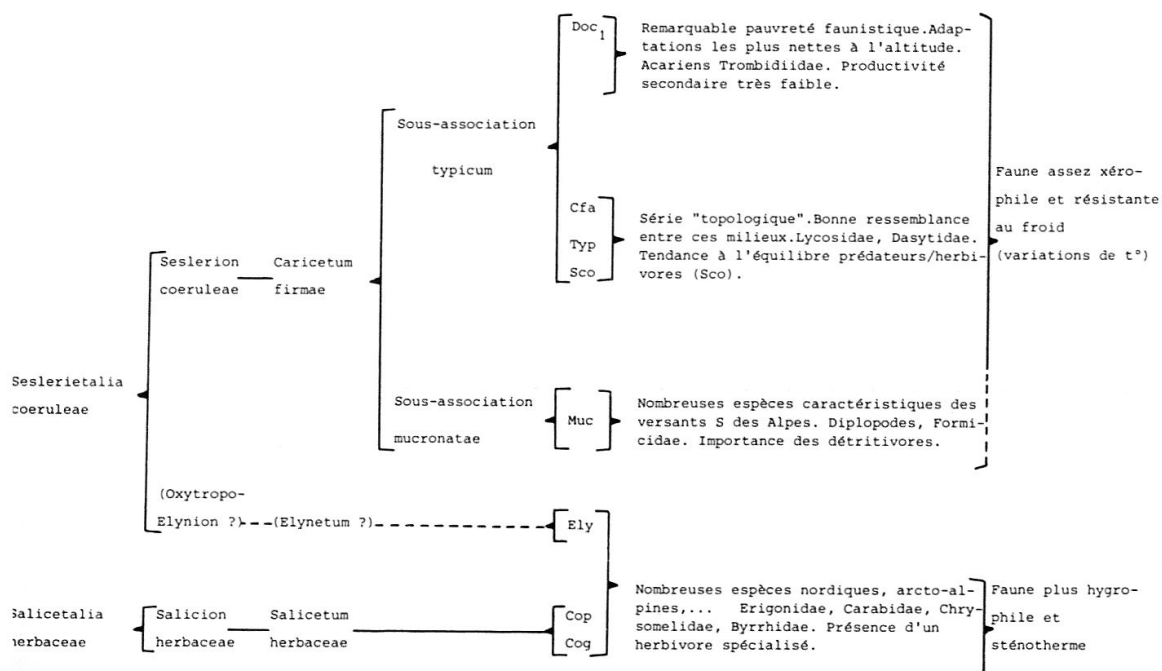 Doc1
Remarquable pauvreté faunistique.Adap-
tations les plus nettes à l'altitude.
Acariens Trombidiidae. Productivité
secondaire très faible.
Sous-association
typicum
Cfa
Typ
Sco
Série "topologique".Bonne ressemblance
entre ces milieux.Lycosidae, Dasytidae.
Tendance à l'équilibre prédateurs/herbi-
vores (Sco).
Faune assez xéro-
phile et résistante
au froid
(variations de t°)
Seslerion
coeruleae
Caricetum
firmae
Seslerietalia
coeruleae
Sous-association
mucronatae
Muc
Nombreuses espèces caractéristiques des
versants S des Alpes. Diplopodes, Formi-
cidae. Importance des détritivores.
(Oxytropo-
Elynion ?)
(Elynetum ?)
Ely
Salicetalia
herbaceae
Salicion
herbaceae
Salicetum
herbaceae
Cop
Cog
Nombreuses espèces nordiques, arcto-al-
pines,... Erigonidae, Carabidae, Chry-
somelidae, Byrrhidae. Présence d'un
herbivore spécialisé.
Faune plus hygro-
phile et
sténotherme